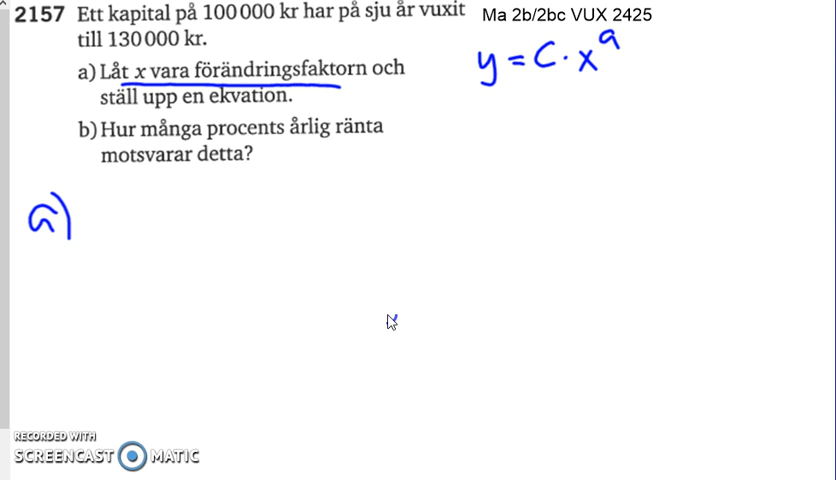 2157 Ett kapital på 100 000 kr har på sju år vuxit
till 130 000 kr.
a) Låt x vara förändringsfaktorn och
ställ upp en ekvation.
b) Hur många procents årlig ränta
motsvarar detta?
Ma 2b/2bc VUX 2425
y = C · x^a
a)
RECORDED WITH
SCREENCAST MATIC